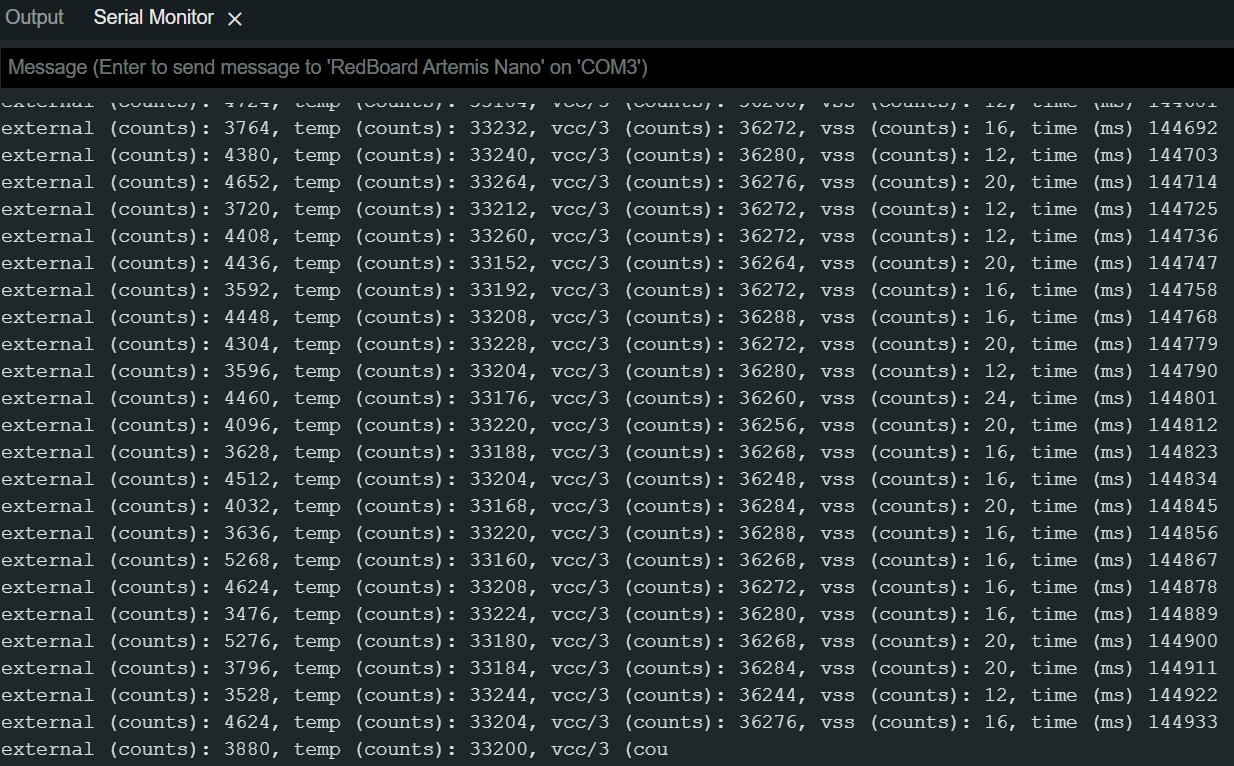 Output Serial Monitor ×
Message (Enter to send message to 'RedBoard Artemis Nano' on 'COM3')
external (counts): 4724, temp (counts): 33184, vcc/3 (counts): 36260, vss (counts): 12, time (ms) 144681
external (counts): 3764, temp (counts): 33232, vcc/3 (counts): 36272, vss (counts): 16, time (ms) 144692
external (counts): 4380, temp (counts): 33240, vcc/3 (counts): 36280, vss (counts): 12, time (ms) 144703
external (counts): 4652, temp (counts): 33264, vcc/3 (counts): 36276, vss (counts): 20, time (ms) 144714
external (counts): 3720, temp (counts): 33212, vcc/3 (counts): 36272, vss (counts): 12, time (ms) 144725
external (counts): 4408, temp (counts): 33260, vcc/3 (counts): 36272, vss (counts): 12, time (ms) 144736
external (counts): 4436, temp (counts): 33152, vcc/3 (counts): 36264, vss (counts): 20, time (ms) 144747
external (counts): 3592, temp (counts): 33192, vcc/3 (counts): 36272, vss (counts): 16, time (ms) 144758
external (counts): 4448, temp (counts): 33208, vcc/3 (counts): 36288, vss (counts): 16, time (ms) 144768
external (counts): 4304, temp (counts): 33228, vcc/3 (counts): 36272, vss (counts): 20, time (ms) 144779
external (counts): 3596, temp (counts): 33204, vcc/3 (counts): 36280, vss (counts): 12, time (ms) 144790
external (counts): 4460, temp (counts): 33176, vcc/3 (counts): 36260, vss (counts): 24, time (ms) 144801
external (counts): 4096, temp (counts): 33220, vcc/3 (counts): 36256, vss (counts): 20, time (ms) 144812
external (counts): 3628, temp (counts): 33188, vcc/3 (counts): 36268, vss (counts): 16, time (ms) 144823
external (counts): 4512, temp (counts): 33204, vcc/3 (counts): 36248, vss (counts): 16, time (ms) 144834
external (counts): 4032, temp (counts): 33168, vcc/3 (counts): 36284, vss (counts): 20, time (ms) 144845
external (counts): 3636, temp (counts): 33220, vcc/3 (counts): 36288, vss (counts): 16, time (ms) 144856
external (counts): 5268, temp (counts): 33160, vcc/3 (counts): 36268, vss (counts): 16, time (ms) 144867
external (counts): 4624, temp (counts): 33208, vcc/3 (counts): 36272, vss (counts): 16, time (ms) 144878
external (counts): 3476, temp (counts): 33224, vcc/3 (counts): 36280, vss (counts): 16, time (ms) 144889
external (counts): 5276, temp (counts): 33180, vcc/3 (counts): 36268, vss (counts): 20, time (ms) 144900
external (counts): 3796, temp (counts): 33184, vcc/3 (counts): 36284, vss (counts): 20, time (ms) 144911
external (counts): 3528, temp (counts): 33244, vcc/3 (counts): 36244, vss (counts): 12, time (ms) 144922
external (counts): 4624, temp (counts): 33204, vcc/3 (counts): 36276, vss (counts): 16, time (ms) 144933
external (counts): 3880, temp (counts): 33200, vcc/3 (cou